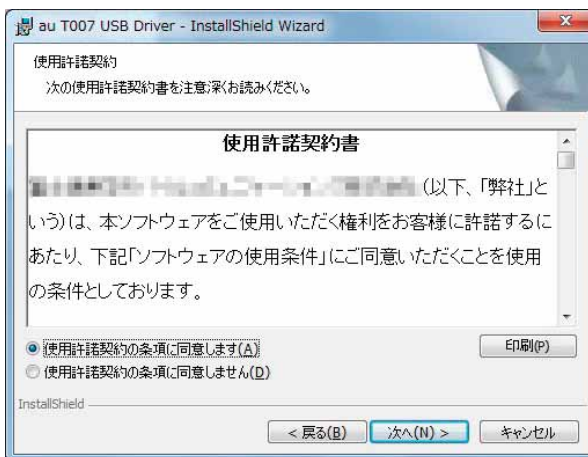 au T007 USB Driver - InstallShield Wizard
使用許諾契約
次の使用許諾契約書を注意深くお読みください。
使用許諾契約書
(以下、「弊社」と
いう)は、本ソフトウェアをご使用いただく権利をお客様に許諾するに
あたり、下記「ソフトウェアの使用条件」にご同意いただくことを使用
の条件としております。
使用許諾契約の条項に同意します(A)
印刷(P)
使用許諾契約の条項に同意しません(D)
InstallShield
< 戻る(B)
次へ(N) >
キャンセル